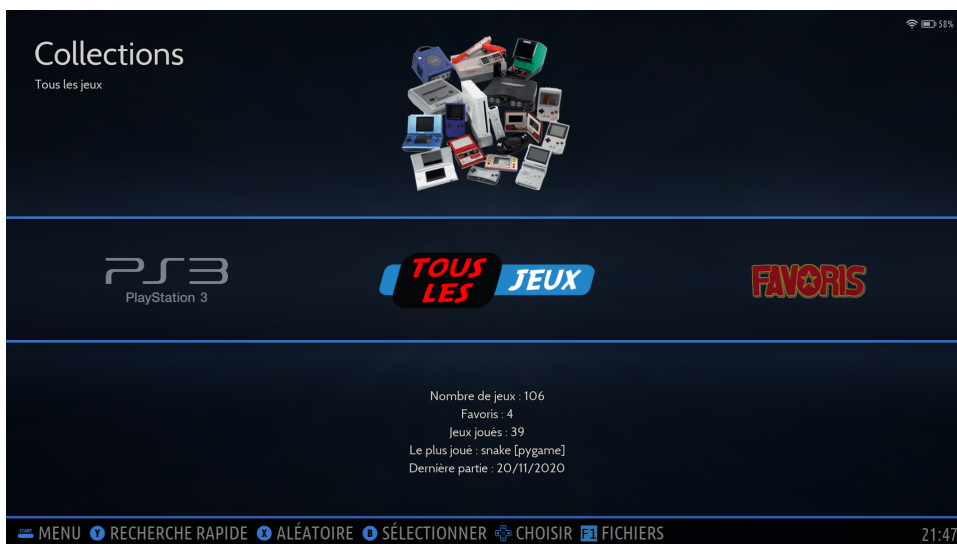 58%
Collections
Tous les jeux
PS3
PlayStation 3
TOUS
LES
JEUX
FAVORIS
Nombre de jeux : 106
Favoris : 4
Jeux joués : 39
Le plus joué : snake [pygame]
Dernière partie : 20/11/2020
START MENU Y RECHERCHE RAPIDE X ALÉATOIRE B SÉLECTIONNER CHOISIR F1 FICHIERS 21:47